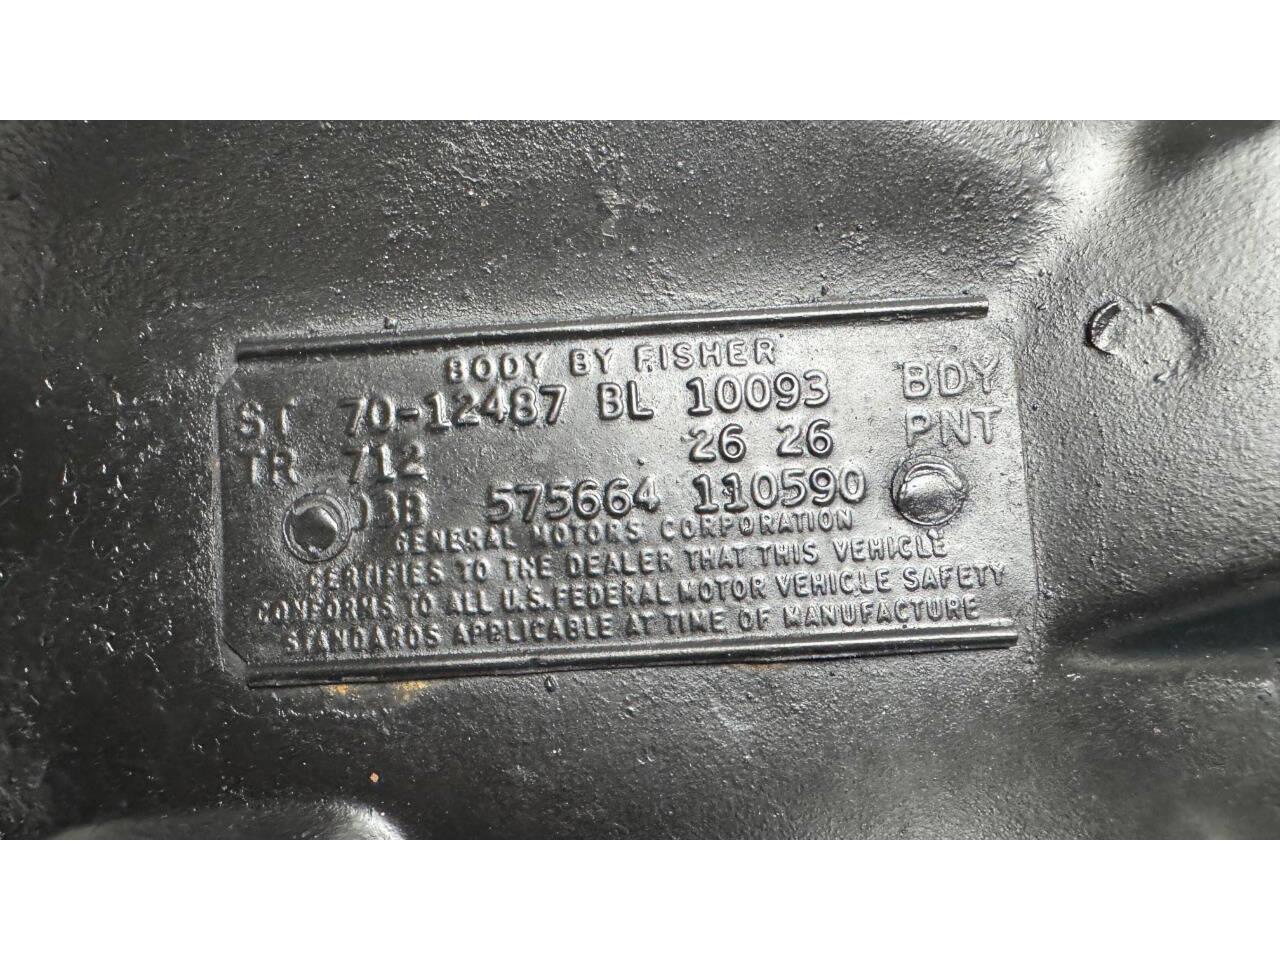 BODY BY FISHER
ST 70-12487 BL 10093 BDY
TR 712 26 26 PNT
575664 110590
GENERAL MOTORS CORPORATION
CERTIFIES TO THE DEALER THAT THIS VEHICLE
CONFORMS TO ALL U.S. FEDERAL MOTOR VEHICLE SAFETY
STANDARDS APPLICABLE AT TIME OF MANUFACTURE